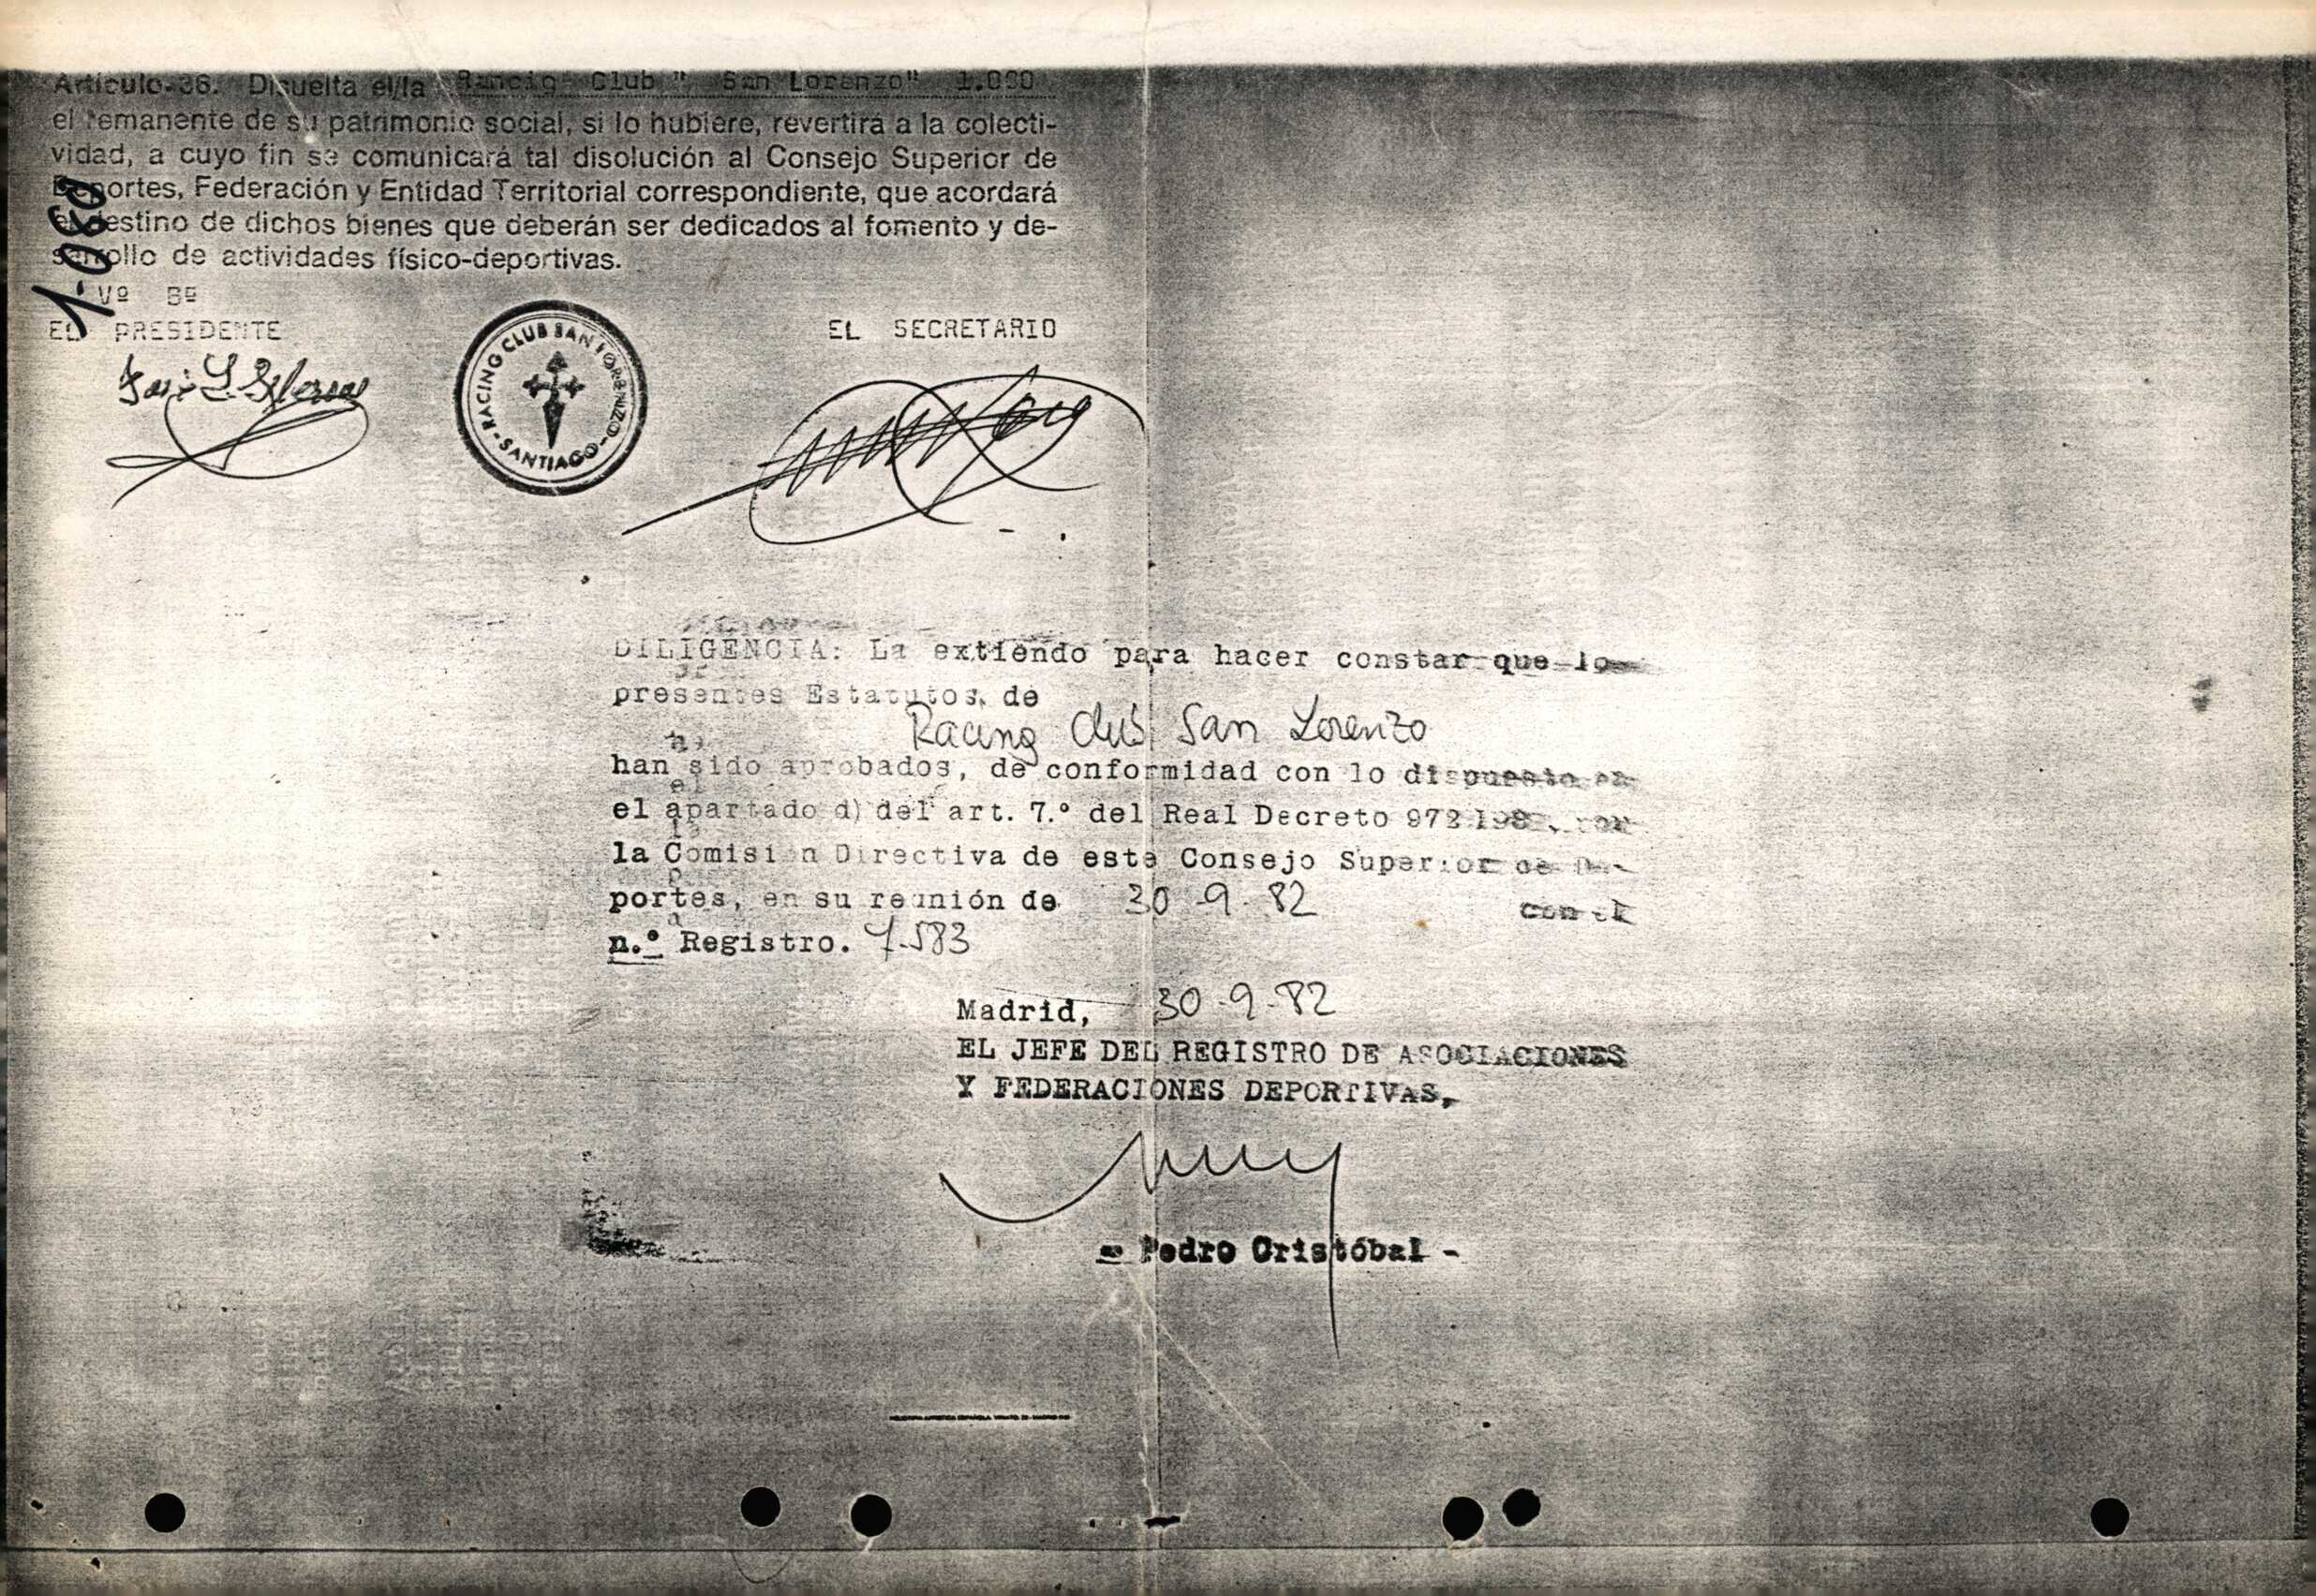 Artículo 36. Disuelta el/la Rancig Club " San Lorenzo" 1.080
el remanente de su patrimonio social, si lo hubiere, revertirá a la colecti-
vidad, a cuyo fin se comunicará tal disolución al Consejo Superior de
Deportes, Federación y Entidad Territorial correspondiente, que acordará
el destino de dichos bienes que deberán ser dedicados al fomento y de-
sarrollo de actividades físico-deportivas.
1.080
Vº Bº
EL PRESIDENTE
EL SECRETARIO
RACING CLUB SAN LORENZO
-SANTIAGO-
DILIGENCIA: La extiendo para hacer constar que lo
presentes Estatutos, de
Racing Club San Lorenzo
han sido aprobados, de conformidad con lo dispuesto en
el apartado d) del art. 7.º del Real Decreto 972
la Comisión Directiva de este Consejo Superior de De-
portes, en su reunión de 30-9-82 con el
n.º Registro. 7.583
Madrid, 30-9-82
EL JEFE DEL REGISTRO DE ASOCIACIONES
Y FEDERACIONES DEPORTIVAS,
- Pedro Cristóbal -